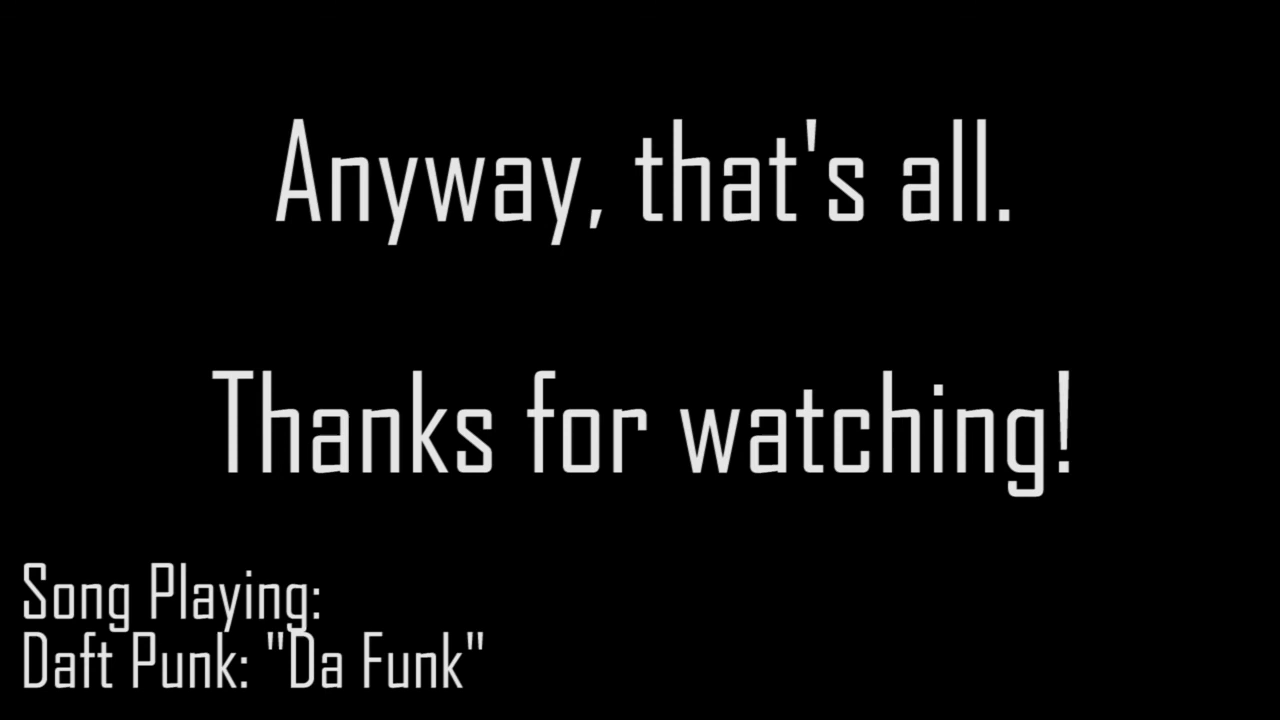 Anyway, that's all.
Thanks for watching!
Song Playing:
Daft Punk: "Da Funk"